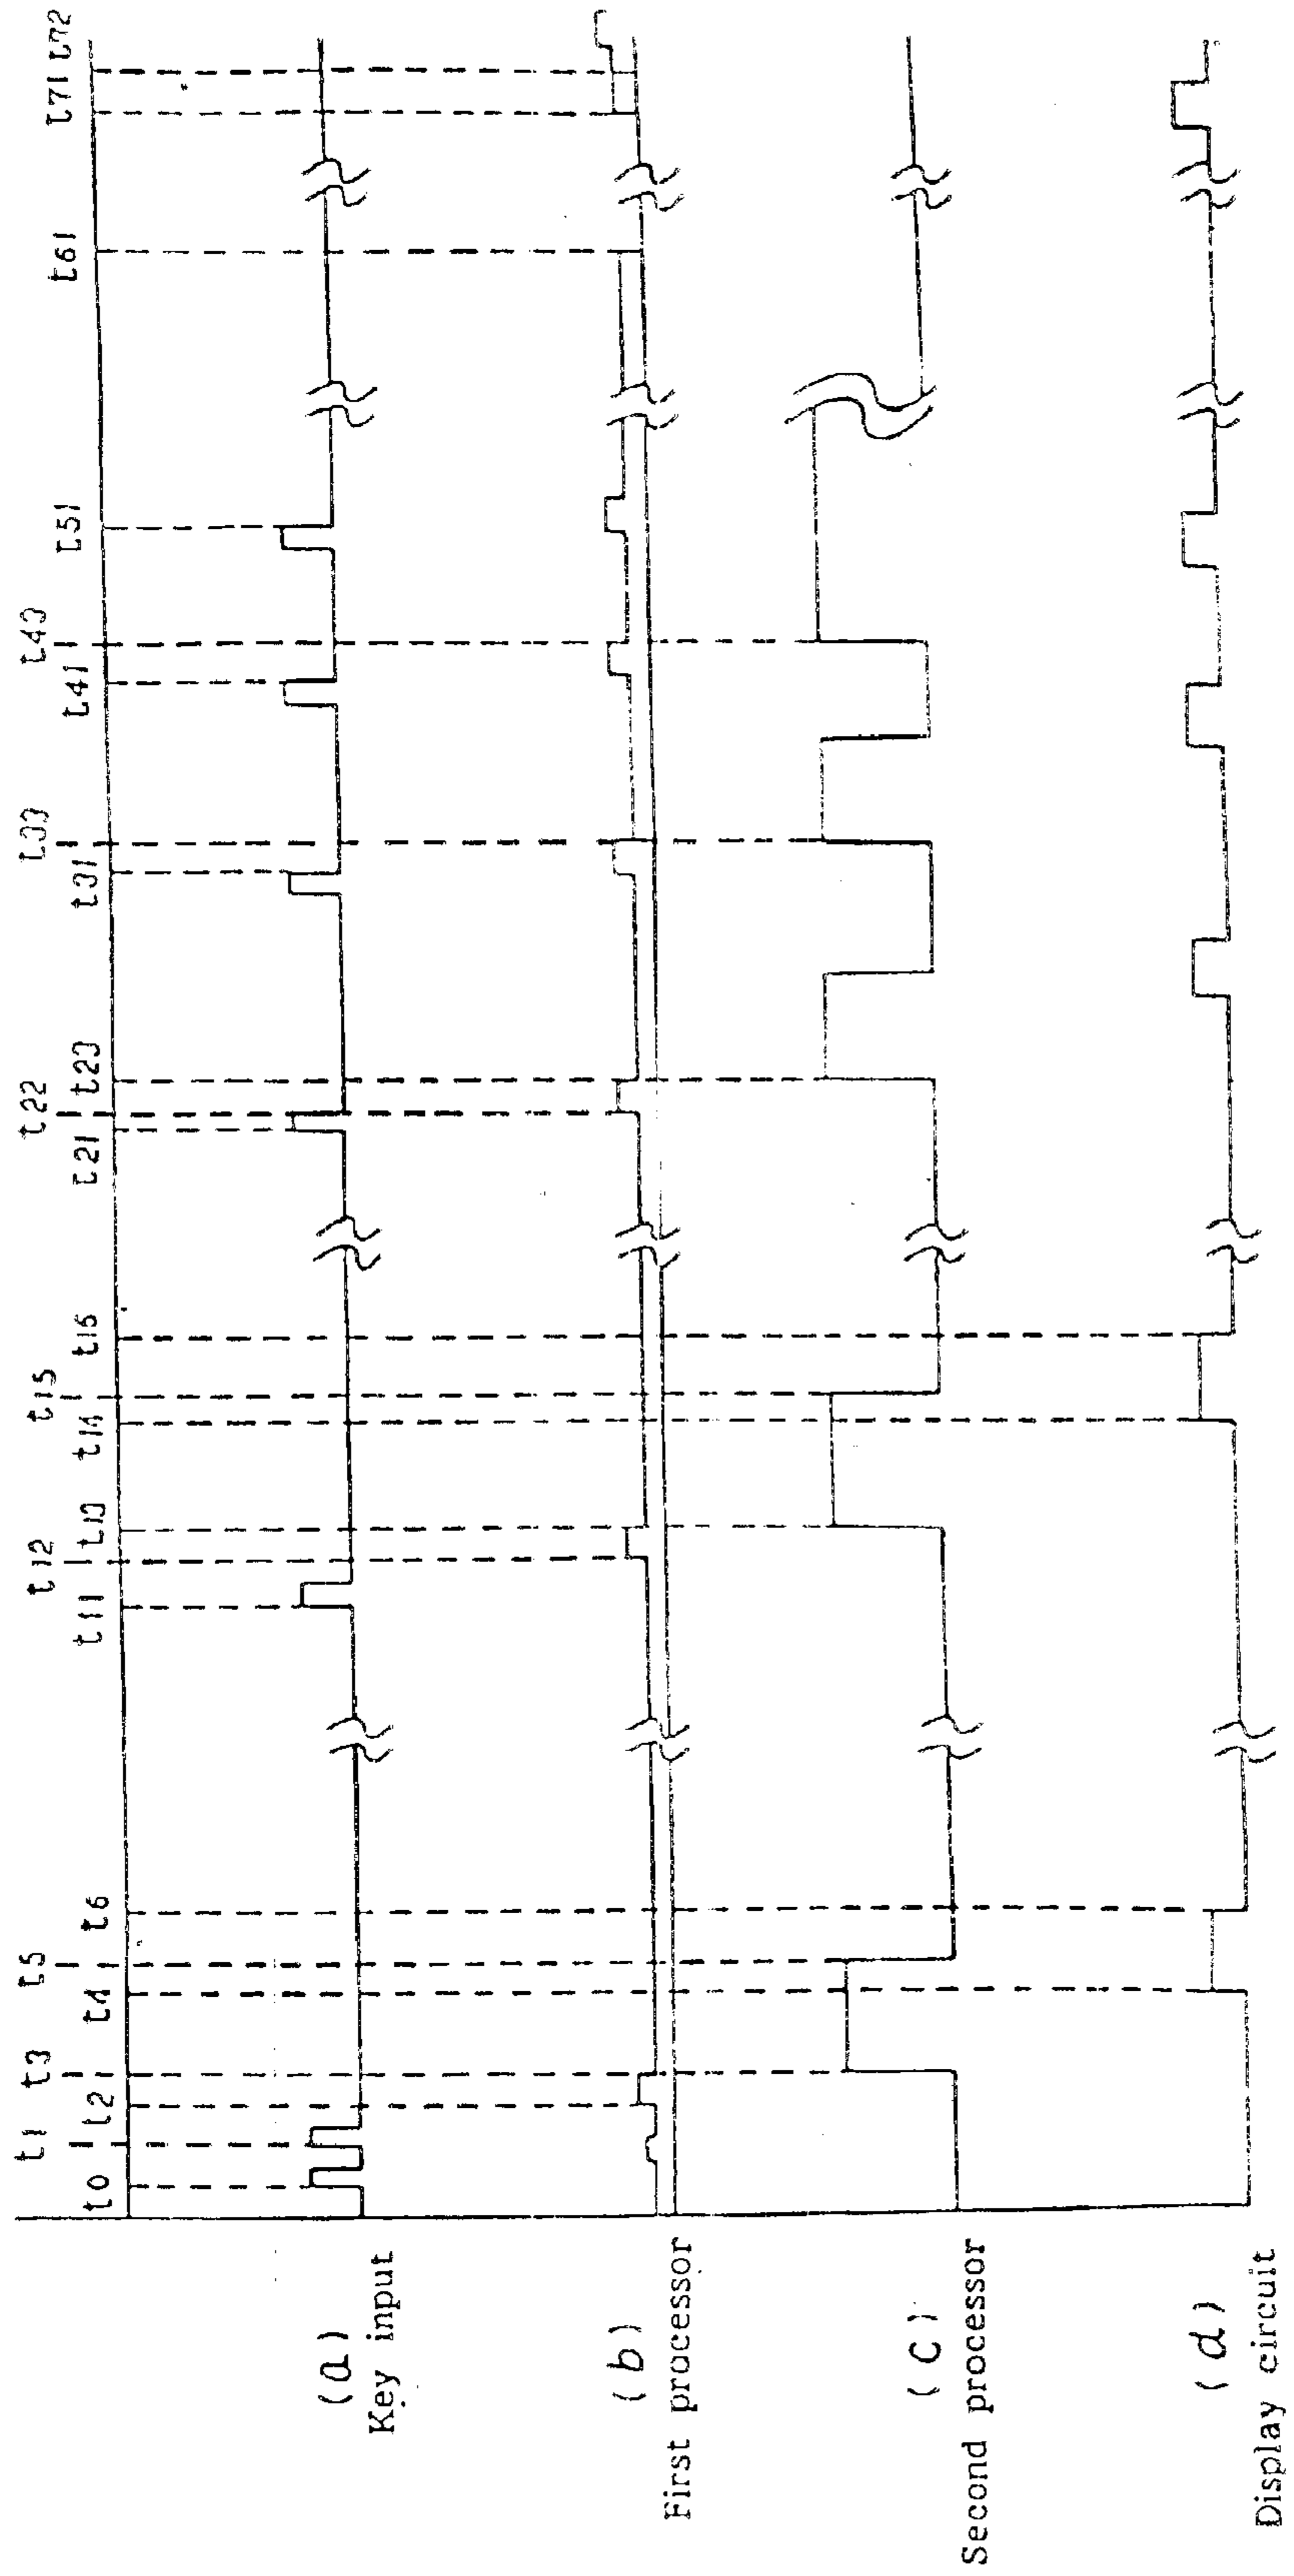 t0 t1 t2 t3 t4 t5 t6 t11 t12 t13 t14 t15 t16 t21 t22 t23 t31 t33 t41 t43 t51 t61 t71 t72
(a)
Key input
(b)
First processor
(c)
Second processor
(d)
Display circuit